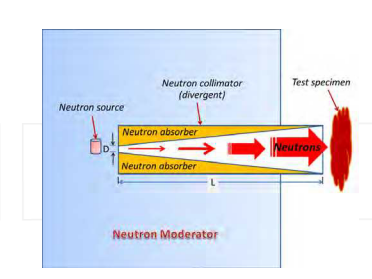 Neutron collimator
(divergent)
Test specimen
Neutron source
Neutron absorber
D
Neutrons
Neutron absorber
L
Neutron Moderator